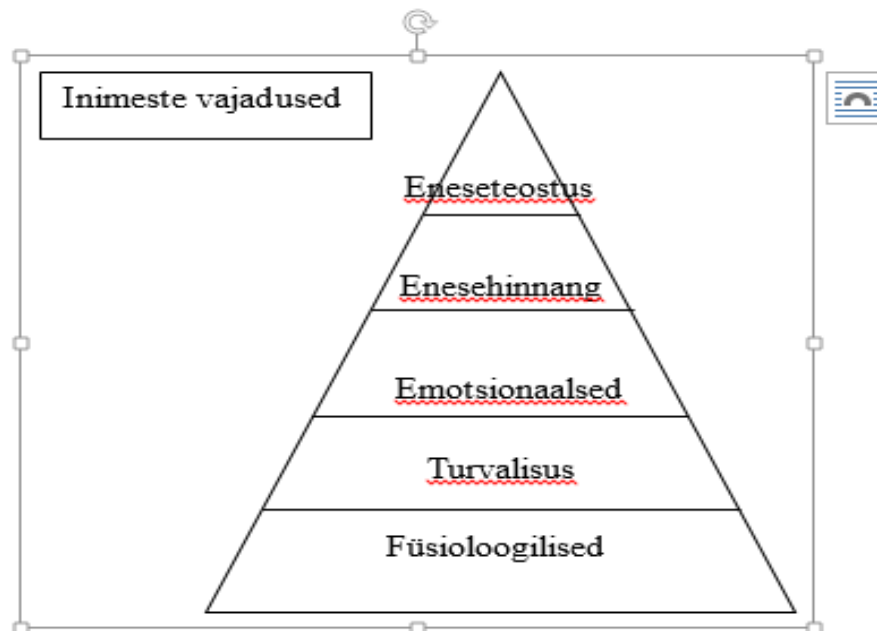 Inimeste vajadused
Eneseteostus
Enesehinnang
Emotsionaalsed
Turvalisus
Füsioloogilised